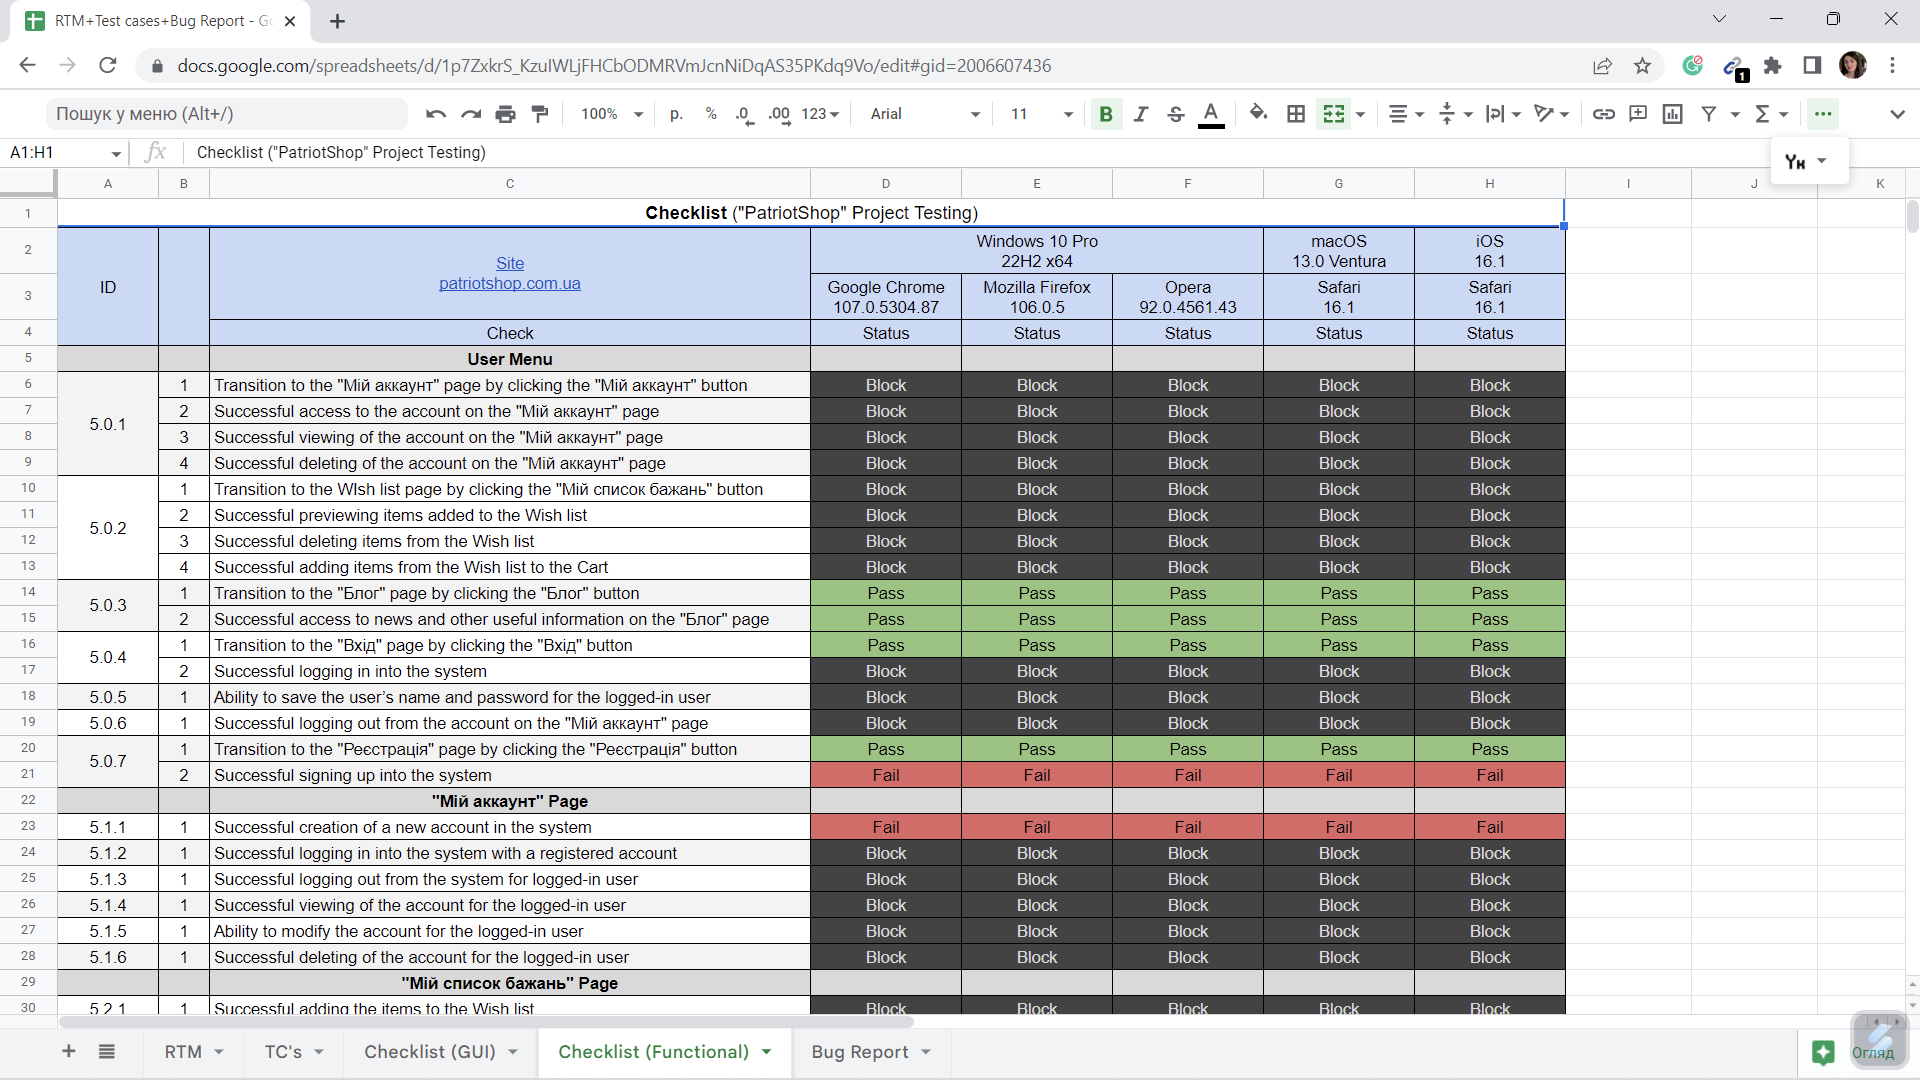 RTM+Test cases+Bug Report - Go
docs.google.com/spreadsheets/d/1p7ZxkrS_KzuIWLjFHCbODMRVmJcnNiDqAS35PKdq9Vo/edit#gid=2006607436
1
Пошук у меню (Alt+/)
100%
р.
%
.0
.00
123
Arial
11
B
I
S
A
A1:H1
fx
Checklist ("PatriotShop" Project Testing)
Ук
A B C D E F G H I J K
1 Checklist ("PatriotShop" Project Testing)
2 ID Site patriotshop.com.ua Windows 10 Pro 22H2 x64 macOS 13.0 Ventura iOS 16.1
3 Google Chrome 107.0.5304.87 Mozilla Firefox 106.0.5 Opera 92.0.4561.43 Safari 16.1 Safari 16.1
4 Check Status Status Status Status Status
5 User Menu
6 5.0.1 1 Transition to the "Мій аккаунт" page by clicking the "Мій аккаунт" button Block Block Block Block Block
7 2 Successful access to the account on the "Мій аккаунт" page Block Block Block Block Block
8 3 Successful viewing of the account on the "Мій аккаунт" page Block Block Block Block Block
9 4 Successful deleting of the account on the "Мій аккаунт" page Block Block Block Block Block
10 5.0.2 1 Transition to the WIsh list page by clicking the "Мій список бажань" button Block Block Block Block Block
11 2 Successful previewing items added to the Wish list Block Block Block Block Block
12 3 Successful deleting items from the Wish list Block Block Block Block Block
13 4 Successful adding items from the Wish list to the Cart Block Block Block Block Block
14 5.0.3 1 Transition to the "Блог" page by clicking the "Блог" button Pass Pass Pass Pass Pass
15 2 Successful access to news and other useful information on the "Блог" page Pass Pass Pass Pass Pass
16 5.0.4 1 Transition to the "Вхід" page by clicking the "Вхід" button Pass Pass Pass Pass Pass
17 2 Successful logging in into the system Block Block Block Block Block
18 5.0.5 1 Ability to save the user’s name and password for the logged-in user Block Block Block Block Block
19 5.0.6 1 Successful logging out from the account on the "Мій аккаунт" page Block Block Block Block Block
20 5.0.7 1 Transition to the "Реєстрація" page by clicking the "Реєстрація" button Pass Pass Pass Pass Pass
21 2 Successful signing up into the system Fail Fail Fail Fail Fail
22 "Мій аккаунт" Page
23 5.1.1 1 Successful creation of a new account in the system Fail Fail Fail Fail Fail
24 5.1.2 1 Successful logging in into the system with a registered account Block Block Block Block Block
25 5.1.3 1 Successful logging out from the system for logged-in user Block Block Block Block Block
26 5.1.4 1 Successful viewing of the account for the logged-in user Block Block Block Block Block
27 5.1.5 1 Ability to modify the account for the logged-in user Block Block Block Block Block
28 5.1.6 1 Successful deleting of the account for the logged-in user Block Block Block Block Block
29 "Мій список бажань" Page
30 5.2.1 1 Successful adding the items to the Wish list Block Block Block Block Block
RTM TC's Checklist (GUI) Checklist (Functional) Bug Report Огляд